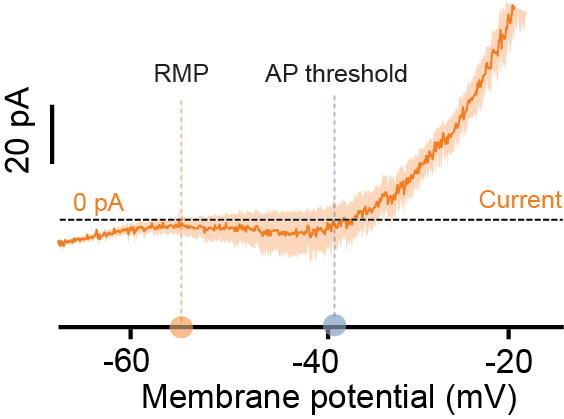 RMP
AP threshold
20 pA
0 pA
Current
-60
-40
-20
Membrane potential (mV)